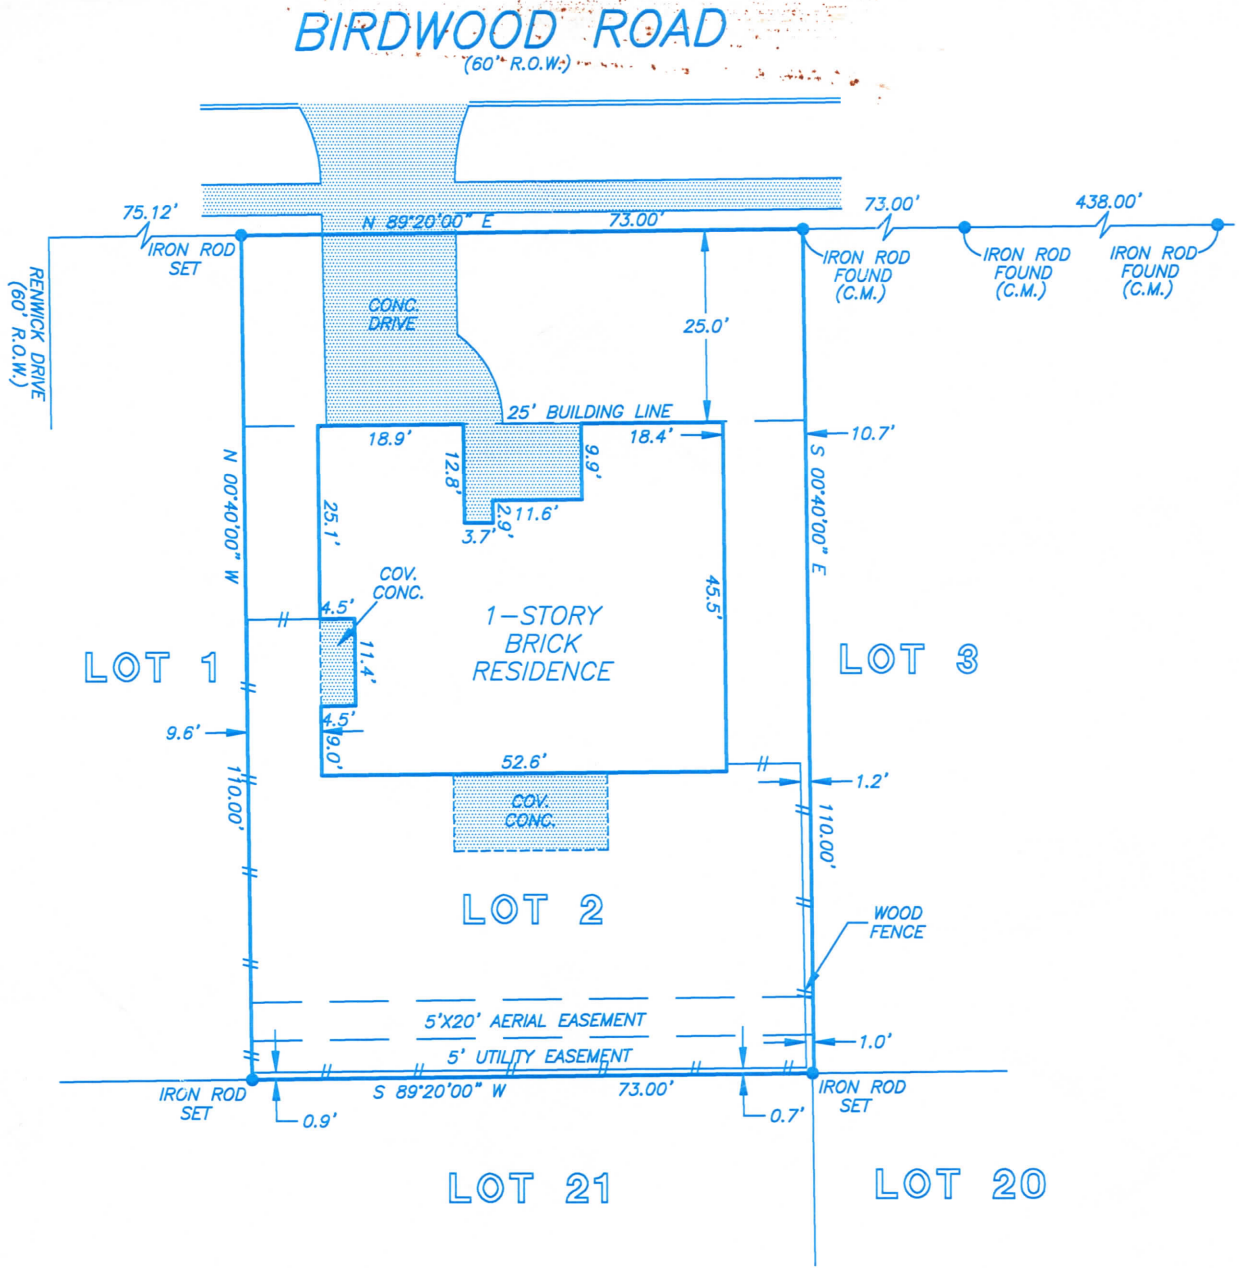 BIRDWOOD ROAD
(60' R.O.W.)
75.12'
N 89°20'00" E
73.00'
73.00'
438.00'
IRON ROD
SET
IRON ROD
FOUND
(C.M.)
IRON ROD
FOUND
(C.M.)
IRON ROD
FOUND
(C.M.)
RENWICK DRIVE
(60' R.O.W.)
CONC.
DRIVE
25.0'
25' BUILDING LINE
18.9'
18.4'
10.7'
12.8'
9.9'
N 00°40'00" W
S 00°40'00" E
25.1'
2.9'
11.6'
3.7'
COV.
CONC.
4.5'
45.5'
1-STORY
BRICK
RESIDENCE
11.4'
LOT 1
LOT 3
4.5'
9.6'
9.0'
52.6'
110.00'
1.2'
COV.
CONC.
110.00'
LOT 2
WOOD
FENCE
5'X20' AERIAL EASEMENT
1.0'
5' UTILITY EASEMENT
IRON ROD
SET
S 89°20'00" W
73.00'
IRON ROD
SET
0.9'
0.7'
LOT 21
LOT 20